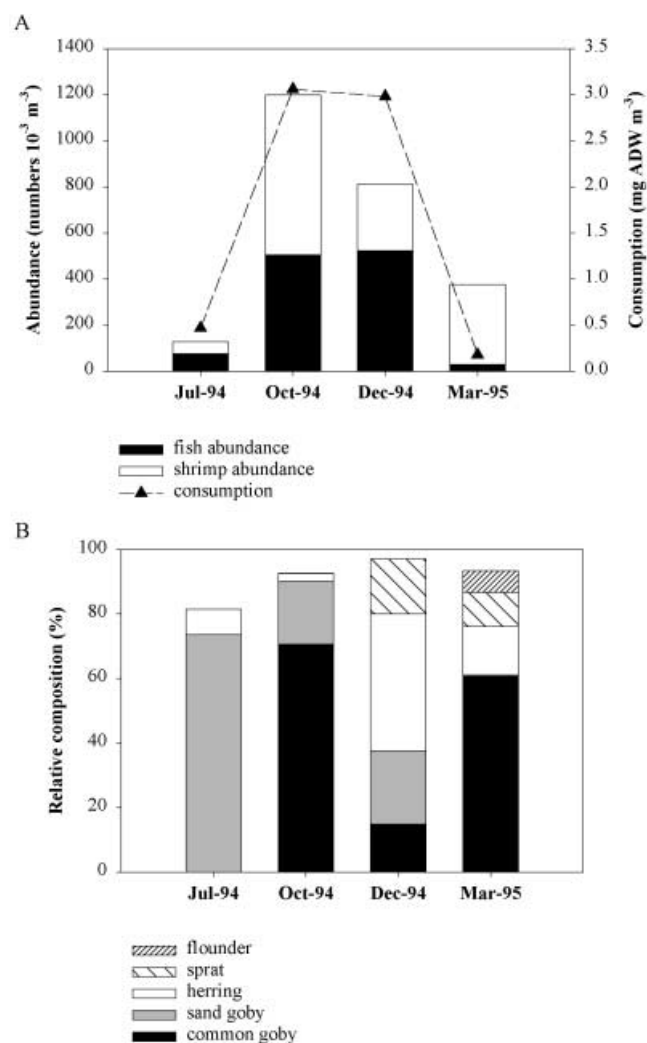 A
Abundance (numbers 10⁻³ m⁻³)
1400
1200
1000
800
600
400
200
0
3.5
3.0
2.5
2.0
1.5
1.0
0.5
0.0
Consumption (mg ADW m⁻³)
Jul-94 Oct-94 Dec-94 Mar-95
fish abundance
shrimp abundance
consumption
B
Relative composition (%)
100
80
60
40
20
0
Jul-94 Oct-94 Dec-94 Mar-95
flounder
sprat
herring
sand goby
common goby